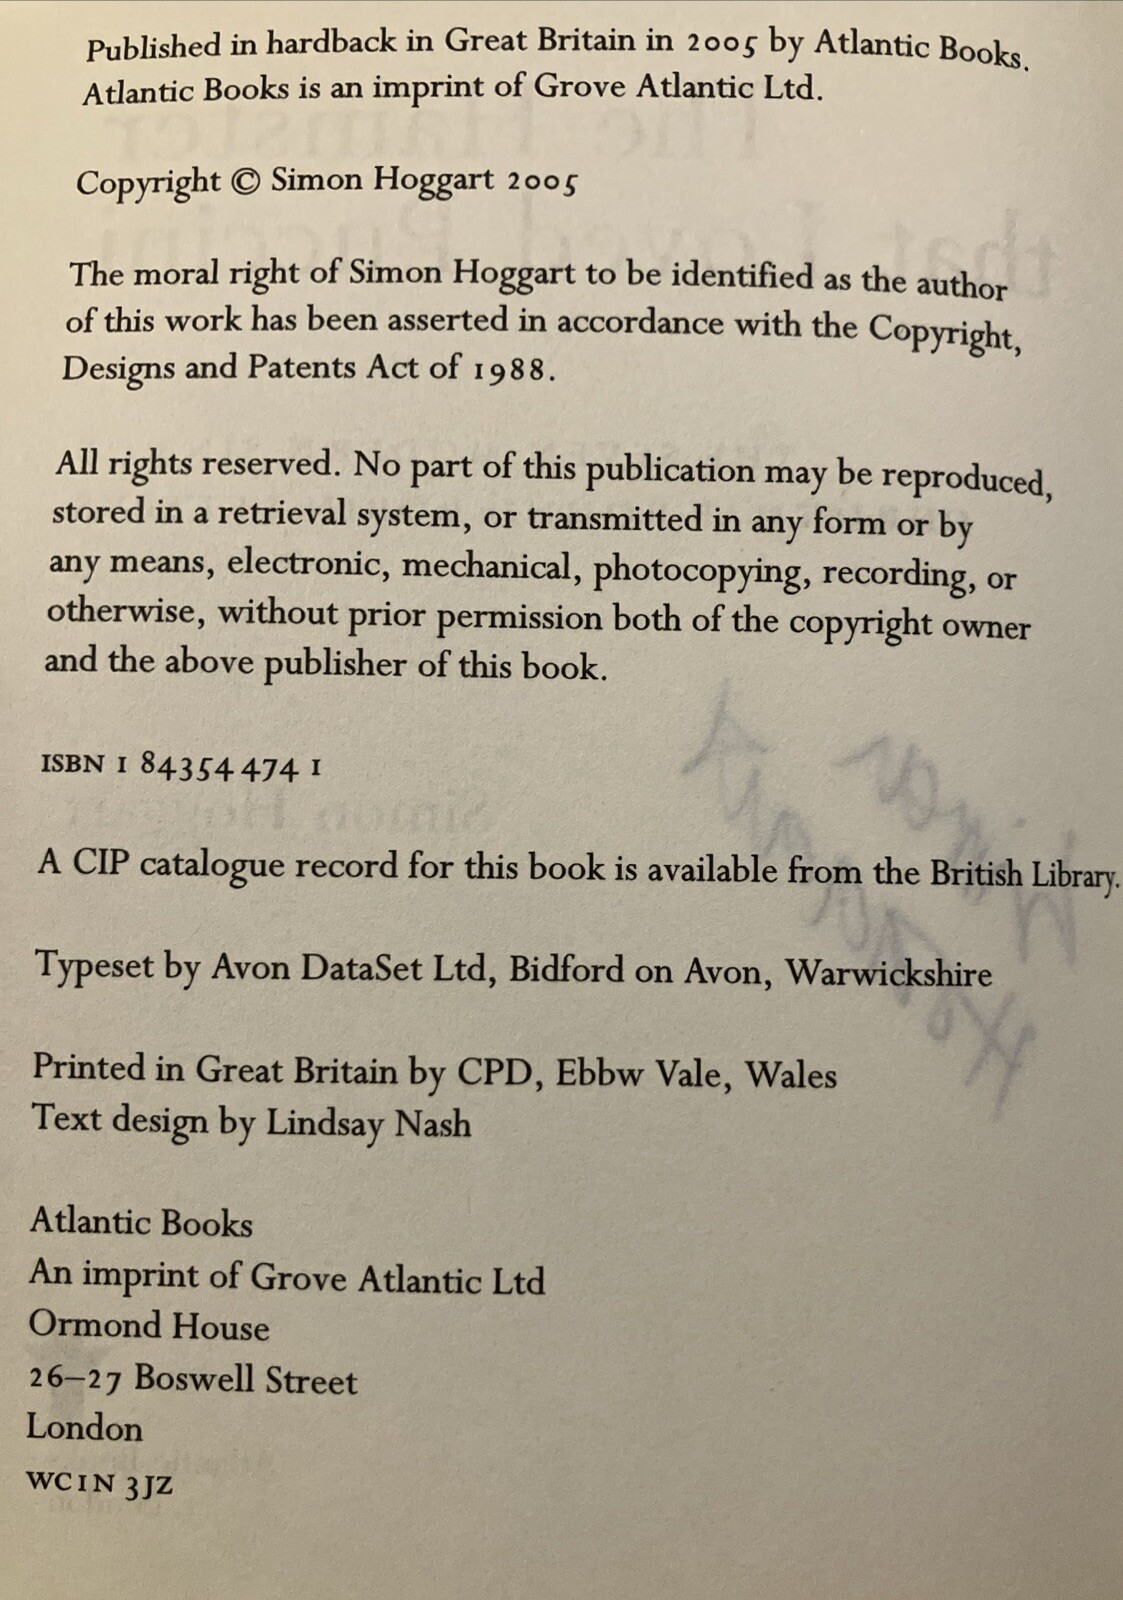 Published in hardback in Great Britain in 2005 by Atlantic Books.
Atlantic Books is an imprint of Grove Atlantic Ltd.
Copyright © Simon Hoggart 2005
The moral right of Simon Hoggart to be identified as the author
of this work has been asserted in accordance with the Copyright,
Designs and Patents Act of 1988.
All rights reserved. No part of this publication may be reproduced,
stored in a retrieval system, or transmitted in any form or by
any means, electronic, mechanical, photocopying, recording, or
otherwise, without prior permission both of the copyright owner
and the above publisher of this book.
ISBN 1 84354 474 1
A CIP catalogue record for this book is available from the British Library.
Typeset by Avon DataSet Ltd, Bidford on Avon, Warwickshire
Printed in Great Britain by CPD, Ebbw Vale, Wales
Text design by Lindsay Nash
Atlantic Books
An imprint of Grove Atlantic Ltd
Ormond House
26–27 Boswell Street
London
WC1N 3JZ